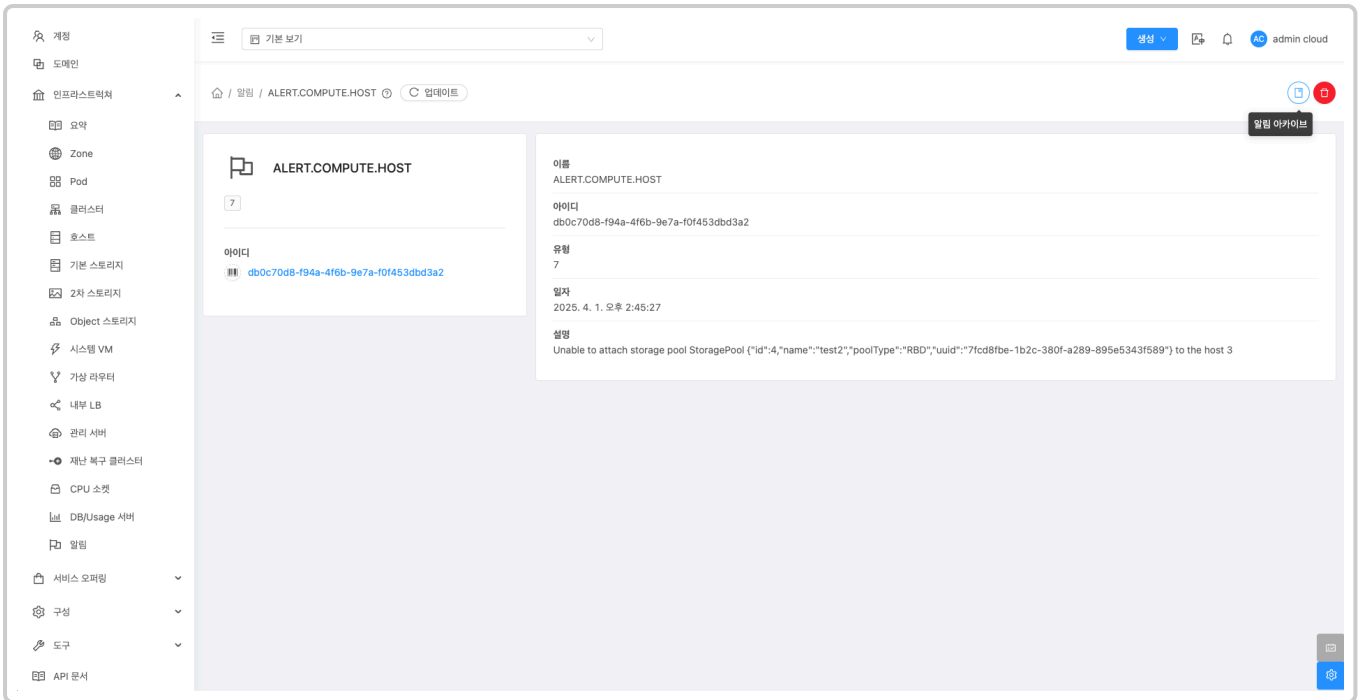 계정
도메인
인프라스트럭쳐
요약
Zone
Pod
클러스터
호스트
기본 스토리지
2차 스토리지
Object 스토리지
시스템 VM
가상 라우터
내부 LB
관리 서버
재난 복구 클러스터
CPU 소켓
DB/Usage 서버
알림
서비스 오퍼링
구성
도구
API 문서
기본 보기
생성
AC admin cloud
/ 알림 / ALERT.COMPUTE.HOST 업데이트
알림 아카이브
ALERT.COMPUTE.HOST
7
아이디
db0c70d8-f94a-4f6b-9e7a-f0f453dbd3a2
이름
ALERT.COMPUTE.HOST
아이디
db0c70d8-f94a-4f6b-9e7a-f0f453dbd3a2
유형
7
일자
2025. 4. 1. 오후 2:45:27
설명
Unable to attach storage pool StoragePool {"id":4,"name":"test2","poolType":"RBD","uuid":"7fcd8fbe-1b2c-380f-a289-895e5343f589"} to the host 3